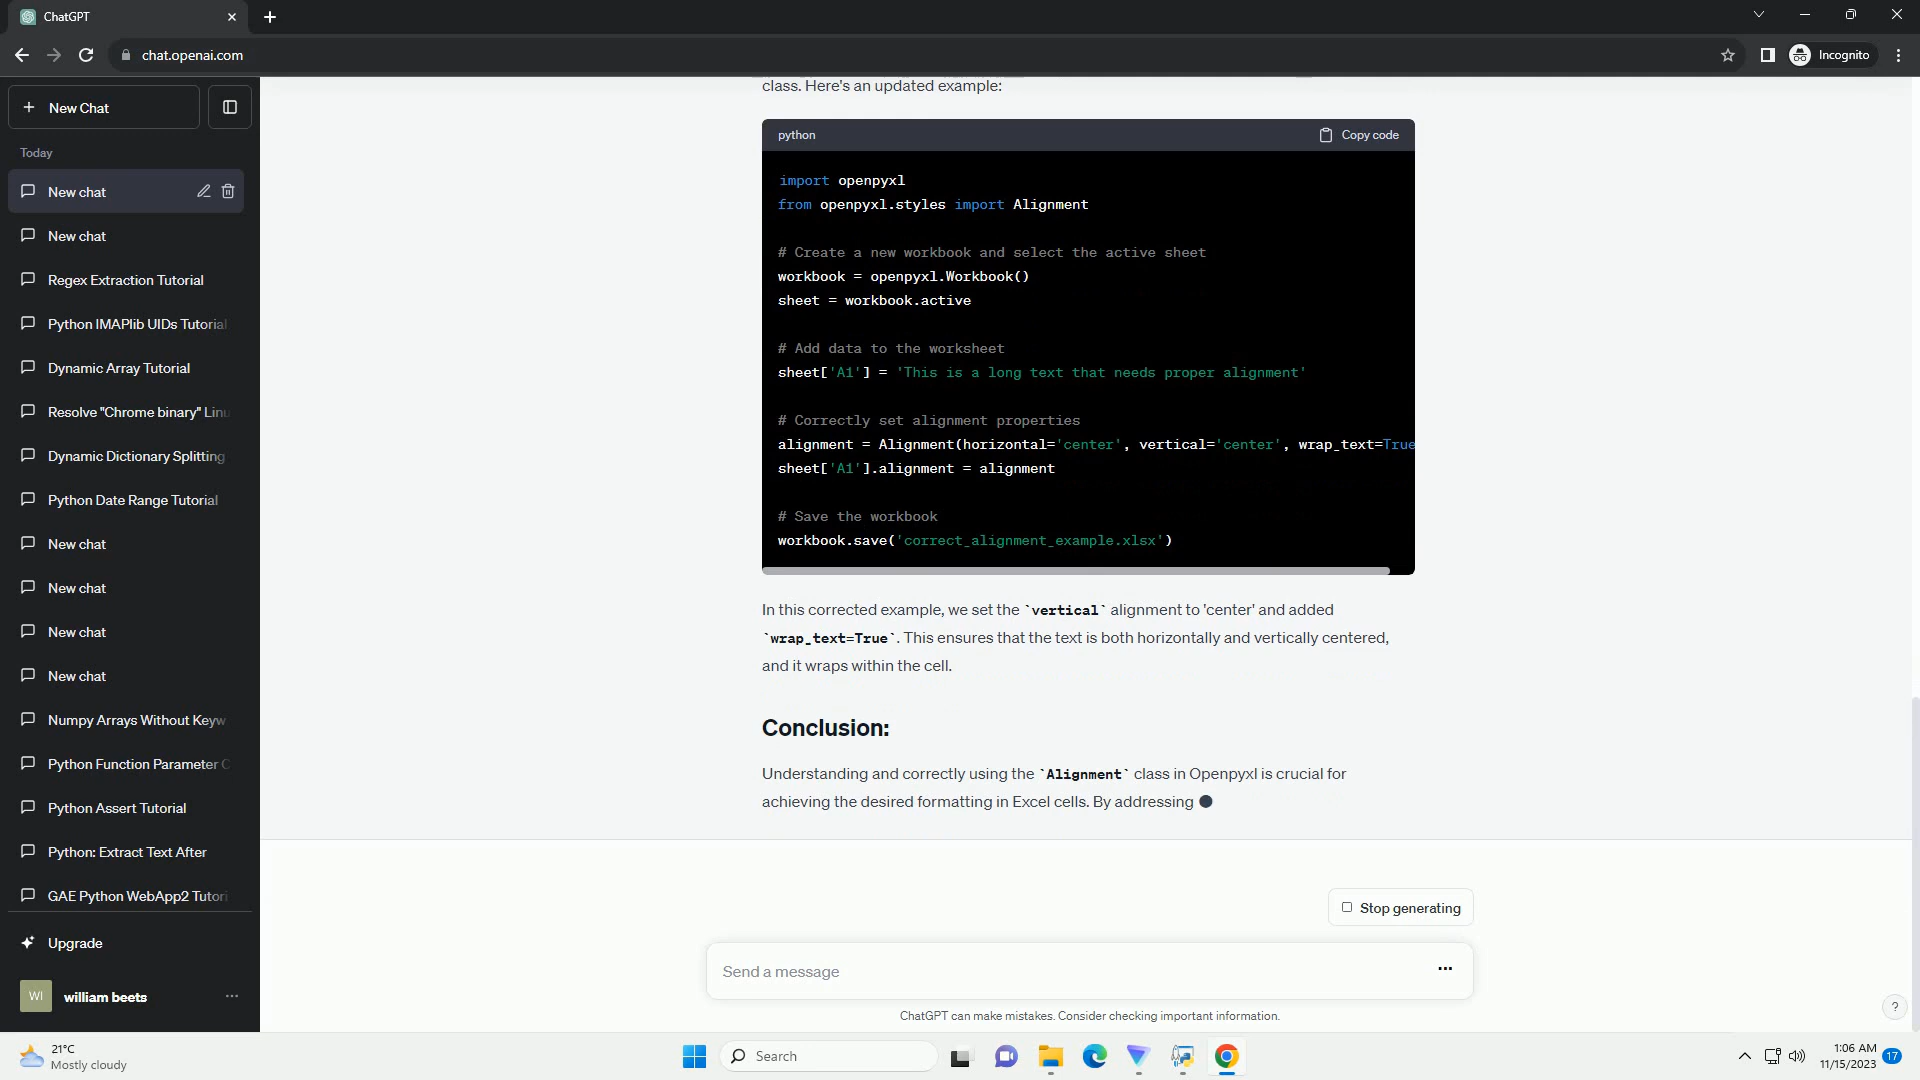 ChatGPT
chat.openai.com
Incognito
New Chat
Today
New chat
New chat
Regex Extraction Tutorial
Python IMAPlib UIDs Tutorial
Dynamic Array Tutorial
Resolve "Chrome binary" Linu
Dynamic Dictionary Splitting
Python Date Range Tutorial
New chat
New chat
New chat
New chat
Numpy Arrays Without Keyw
Python Function Parameter C
Python Assert Tutorial
Python: Extract Text After
GAE Python WebApp2 Tutori
Upgrade
WI
william beets
class. Here's an updated example:
python
Copy code
import openpyxl
from openpyxl.styles import Alignment
# Create a new workbook and select the active sheet
workbook = openpyxl.Workbook()
sheet = workbook.active
# Add data to the worksheet
sheet['A1'] = 'This is a long text that needs proper alignment'
# Correctly set alignment properties
alignment = Alignment(horizontal='center', vertical='center', wrap_text=True
sheet['A1'].alignment = alignment
# Save the workbook
workbook.save('correct_alignment_example.xlsx')
In this corrected example, we set the `vertical` alignment to 'center' and added
`wrap_text=True`. This ensures that the text is both horizontally and vertically centered,
and it wraps within the cell.
Conclusion:
Understanding and correctly using the `Alignment` class in Openpyxl is crucial for
achieving the desired formatting in Excel cells. By addressing
Stop generating
Send a message
ChatGPT can make mistakes. Consider checking important information.
?
21°C
Mostly cloudy
Search
1:06 AM
11/15/2023
17